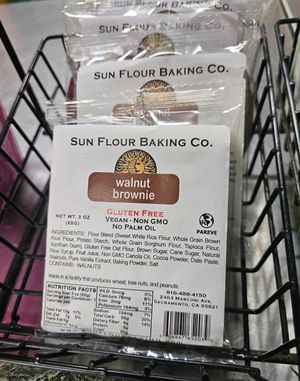 SUN FLOUR BAKING CO.
SUN FLOUR BAKING CO.
SUN FLOUR BAKING CO.
walnut
brownie
NET WT. 3 OZ
(85G)
GLUTEN FREE
VEGAN - NON GMO
NO PALM OIL
PAREVE
INGREDIENTS: Flour Blend (Sweet White Rice Flour, Whole Grain Brown
Rice Flour, Potato Starch, Whole Grain Sorghum Flour, Tapioca Flour,
Xanthan Gum), Gluten Free Oat Flour, Brown Sugar, Cane Sugar, Natural
Rice Syrup, Fruit Juice, Non GMO Canola Oil, Cocoa Powder, Date Paste,
Walnuts, Pure Vanilla Extract, Baking Powder, Salt
CONTAINS: WALNUTS
Made in a facility that produces wheat, tree nuts, and peanuts.
NUTRITION FACTS
916-488-4150
2464 MARCONI AVE
SACRAMENTO, CA 95821